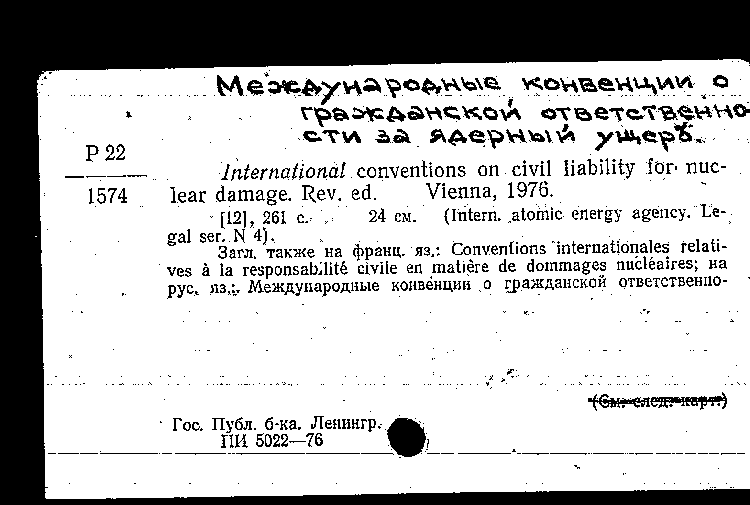 Международные конвенции о
гражданской ответственно-
сти за ядерный ущерб.
P 22
1574
International conventions on civil liability for nuc-
lear damage. Rev. ed. Vienna, 1976.
[12], 261 с. 24 см. (Intern. atomic energy agency. Le-
gal ser. N 4).
Загл. также на франц. яз.: Conventions internationales relati-
ves à la responsabilité civile en matière de dommages nucléaires; на
рус. яз.: Международные конвенции о гражданской ответственно-
(См. след. карт.)
Гос. Публ. б-ка. Ленингр.
ПИ 5022—76